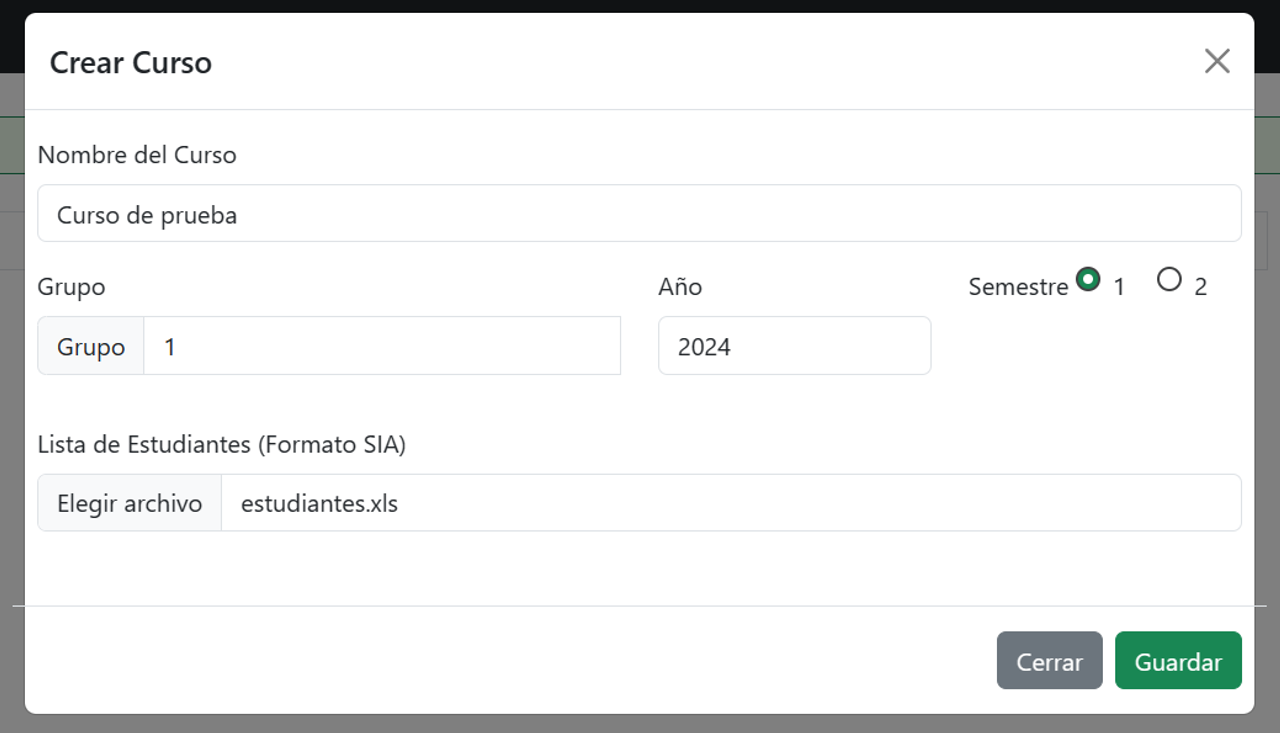 Crear Curso
Nombre del Curso
Curso de prueba
Grupo Año Semestre 1 2
Grupo 1 2024
Lista de Estudiantes (Formato SIA)
Elegir archivo estudiantes.xls
Cerrar Guardar